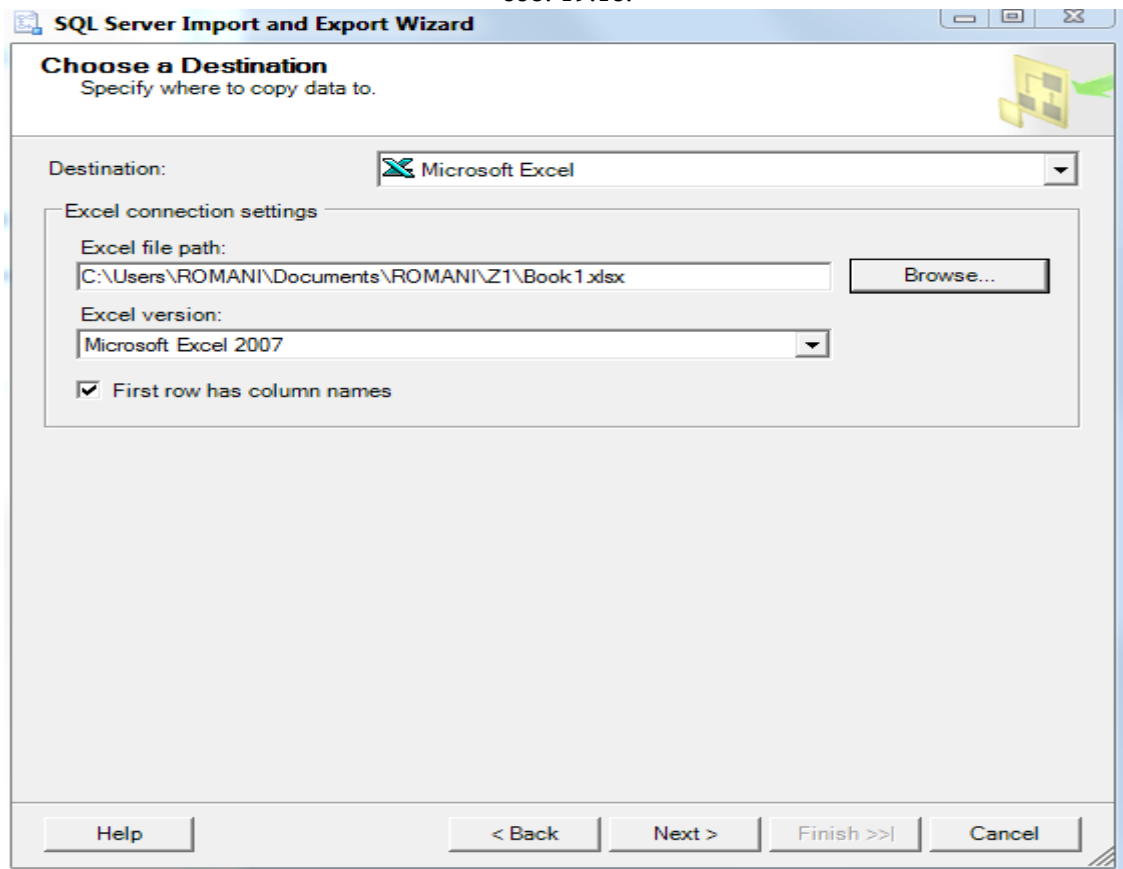 SQL Server Import and Export Wizard
Choose a Destination
Specify where to copy data to.
Destination:
Microsoft Excel
Excel connection settings
Excel file path:
C:\Users\ROMANI\Documents\ROMANI\Z1\Book1.xlsx
Browse...
Excel version:
Microsoft Excel 2007
First row has column names
Help
< Back
Next >
Finish >>|
Cancel